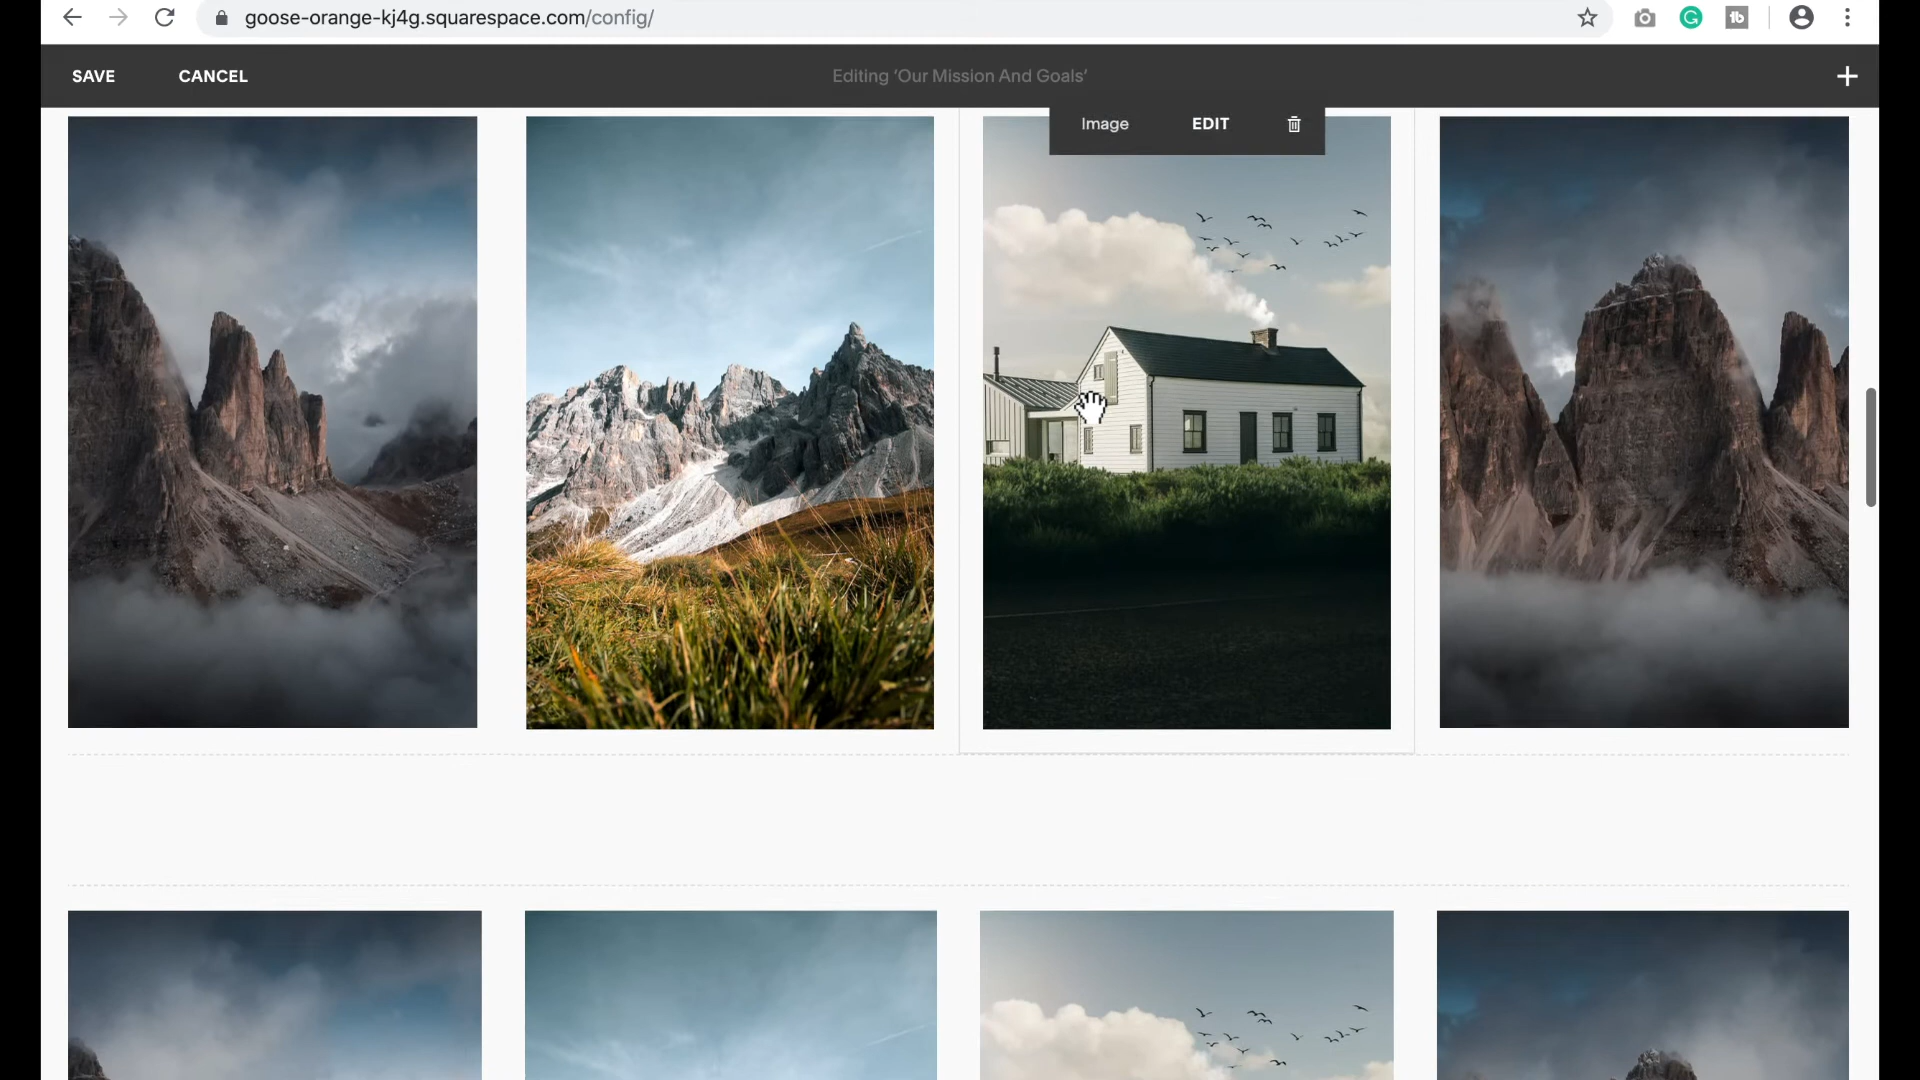 goose-orange-kj4g.squarespace.com/config/
SAVE CANCEL Editing ‘Our Mission And Goals’
Image EDIT